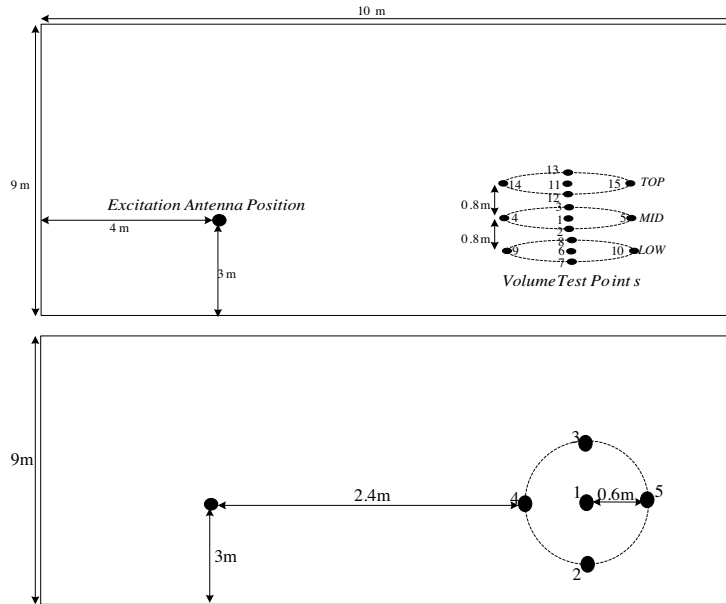 10 m
9 m
13
14
11
15
TOP
12
Excitation Antenna Position
0.8m
3
4
1
5
MID
2
4 m
0.8m
8
9
6
10
LOW
7
3 m
Volume Test Point s
9m
3
2.4m
4
1
0.6m
5
3m
2